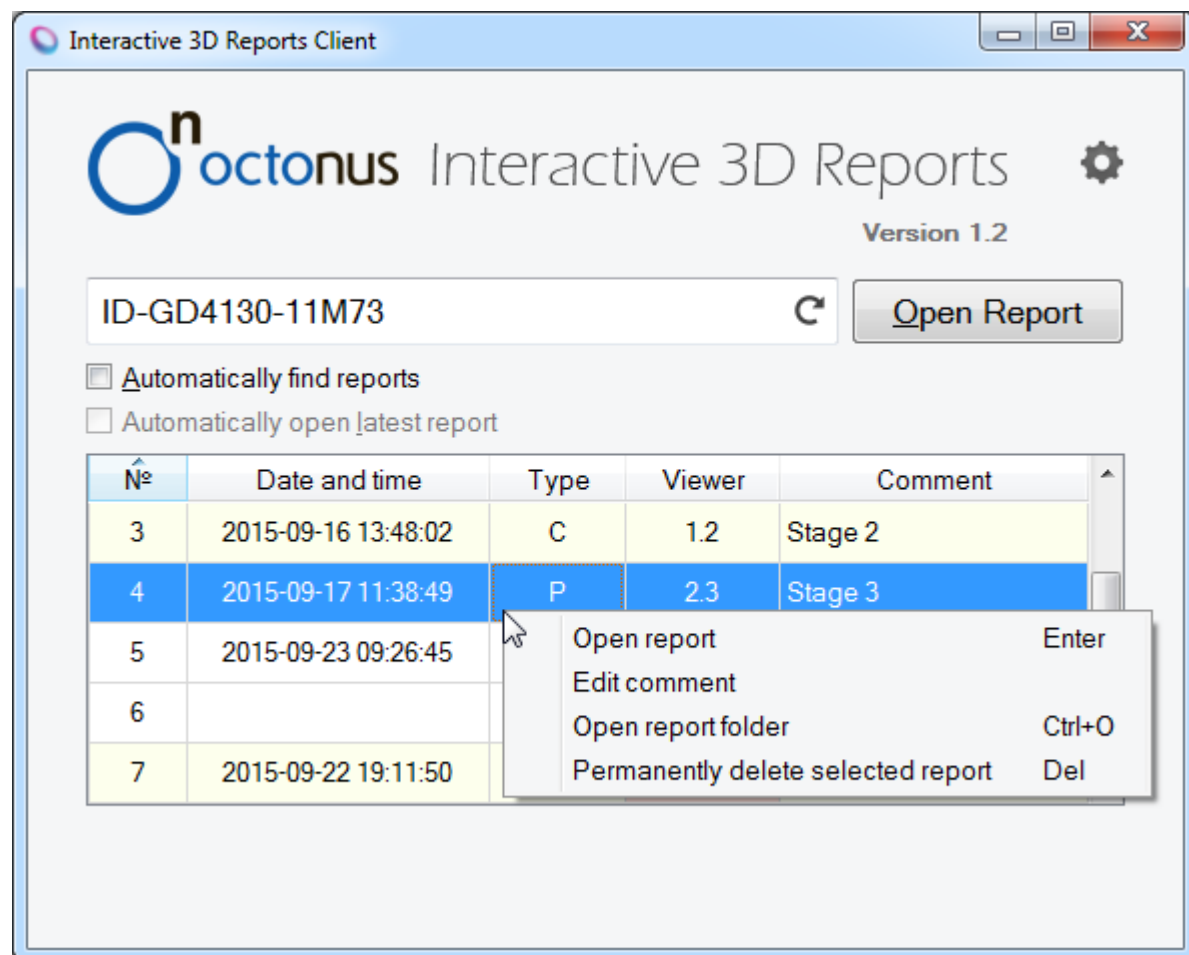 Interactive 3D Reports Client
n
octonus Interactive 3D Reports
Version 1.2
ID-GD4130-11M73 Open Report
Automatically find reports
Automatically open latest report
№ Date and time Type Viewer Comment
3 2015-09-16 13:48:02 C 1.2 Stage 2
4 2015-09-17 11:38:49 P 2.3 Stage 3
5 2015-09-23 09:26:45
6
7 2015-09-22 19:11:50
Open report Enter
Edit comment
Open report folder Ctrl+O
Permanently delete selected report Del